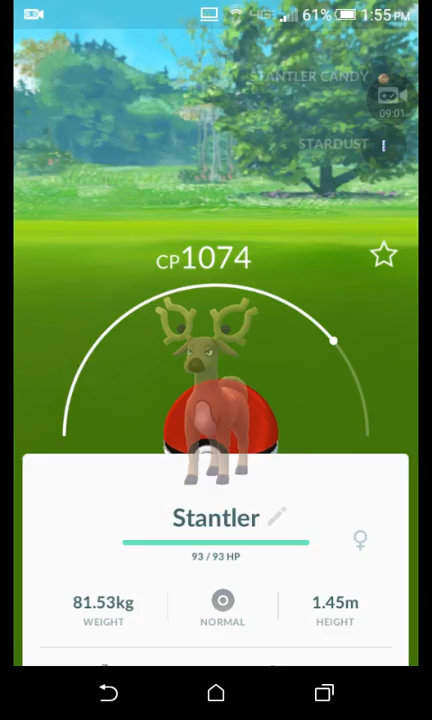 4G 61% 1:55 PM
STANTLER CANDY
09:01
STARDUST
CP1074
Stantler
93 / 93 HP
81.53kg
1.45m
WEIGHT
NORMAL
HEIGHT